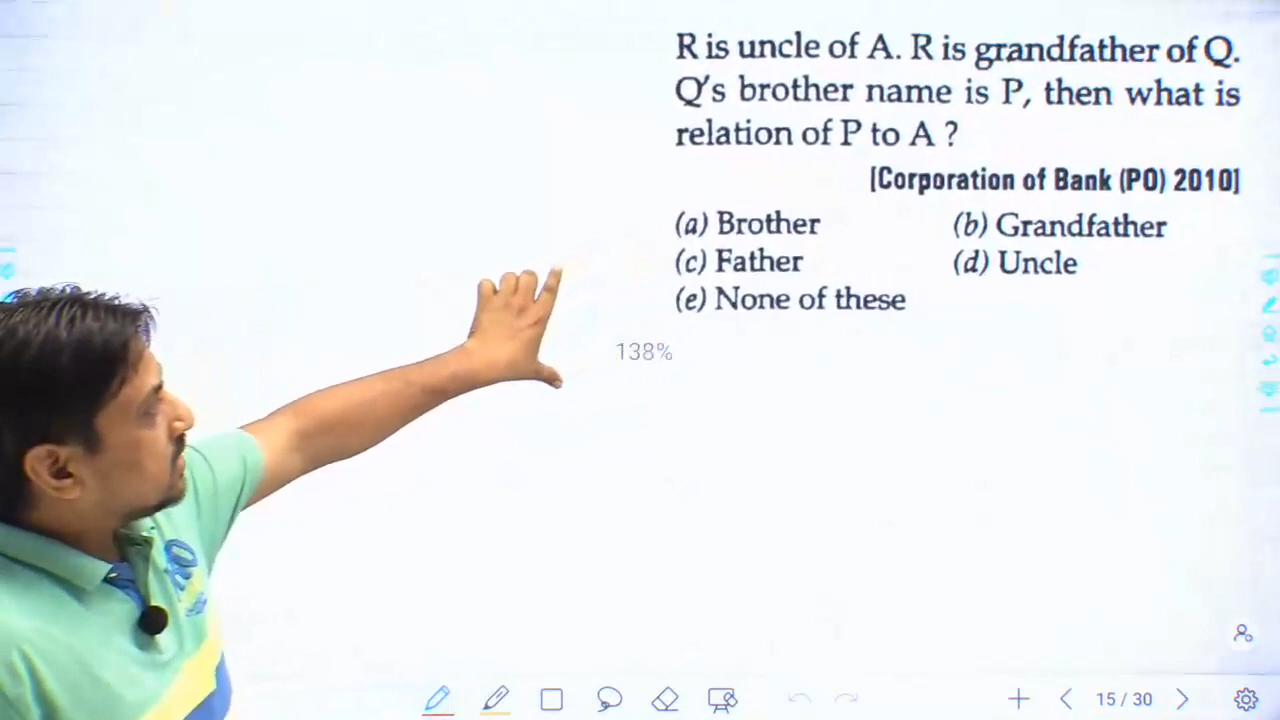 R is uncle of A. R is grandfather of Q.
Q's brother name is P, then what is
relation of P to A ?
[Corporation of Bank (PO) 2010]
(a) Brother (b) Grandfather
(c) Father (d) Uncle
(e) None of these
138%
15 / 30